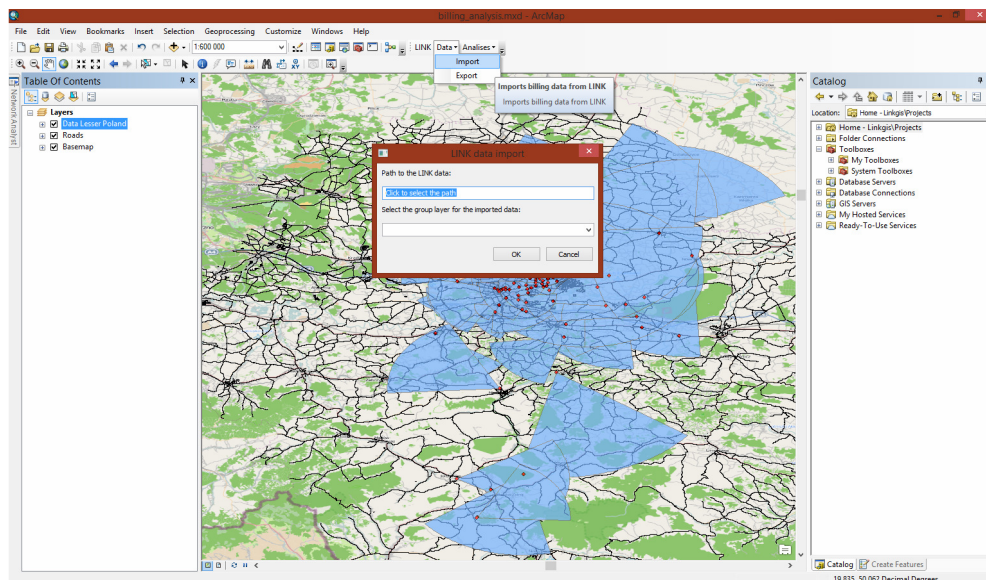 billing_analysis.mxd - ArcMap
File Edit View Bookmarks Insert Selection Geoprocessing Customize Windows Help
1:600 000
LINK Data Analises
Import
Export
Imports billing data from LINK
Imports billing data from LINK
Table Of Contents
Layers
Data Lesser Poland
Roads
Basemap
Network Analyst
LINK data import
Path to the LINK data:
Click to select the path
Select the group layer for the imported data:
OK Cancel
Catalog
Location: Home - Linkgis\Projects
Home - Linkgis\Projects
Folder Connections
Toolboxes
My Toolboxes
System Toolboxes
Database Servers
Database Connections
GIS Servers
My Hosted Services
Ready-To-Use Services
Catalog Create Features
19,835 50,062 Decimal Degrees